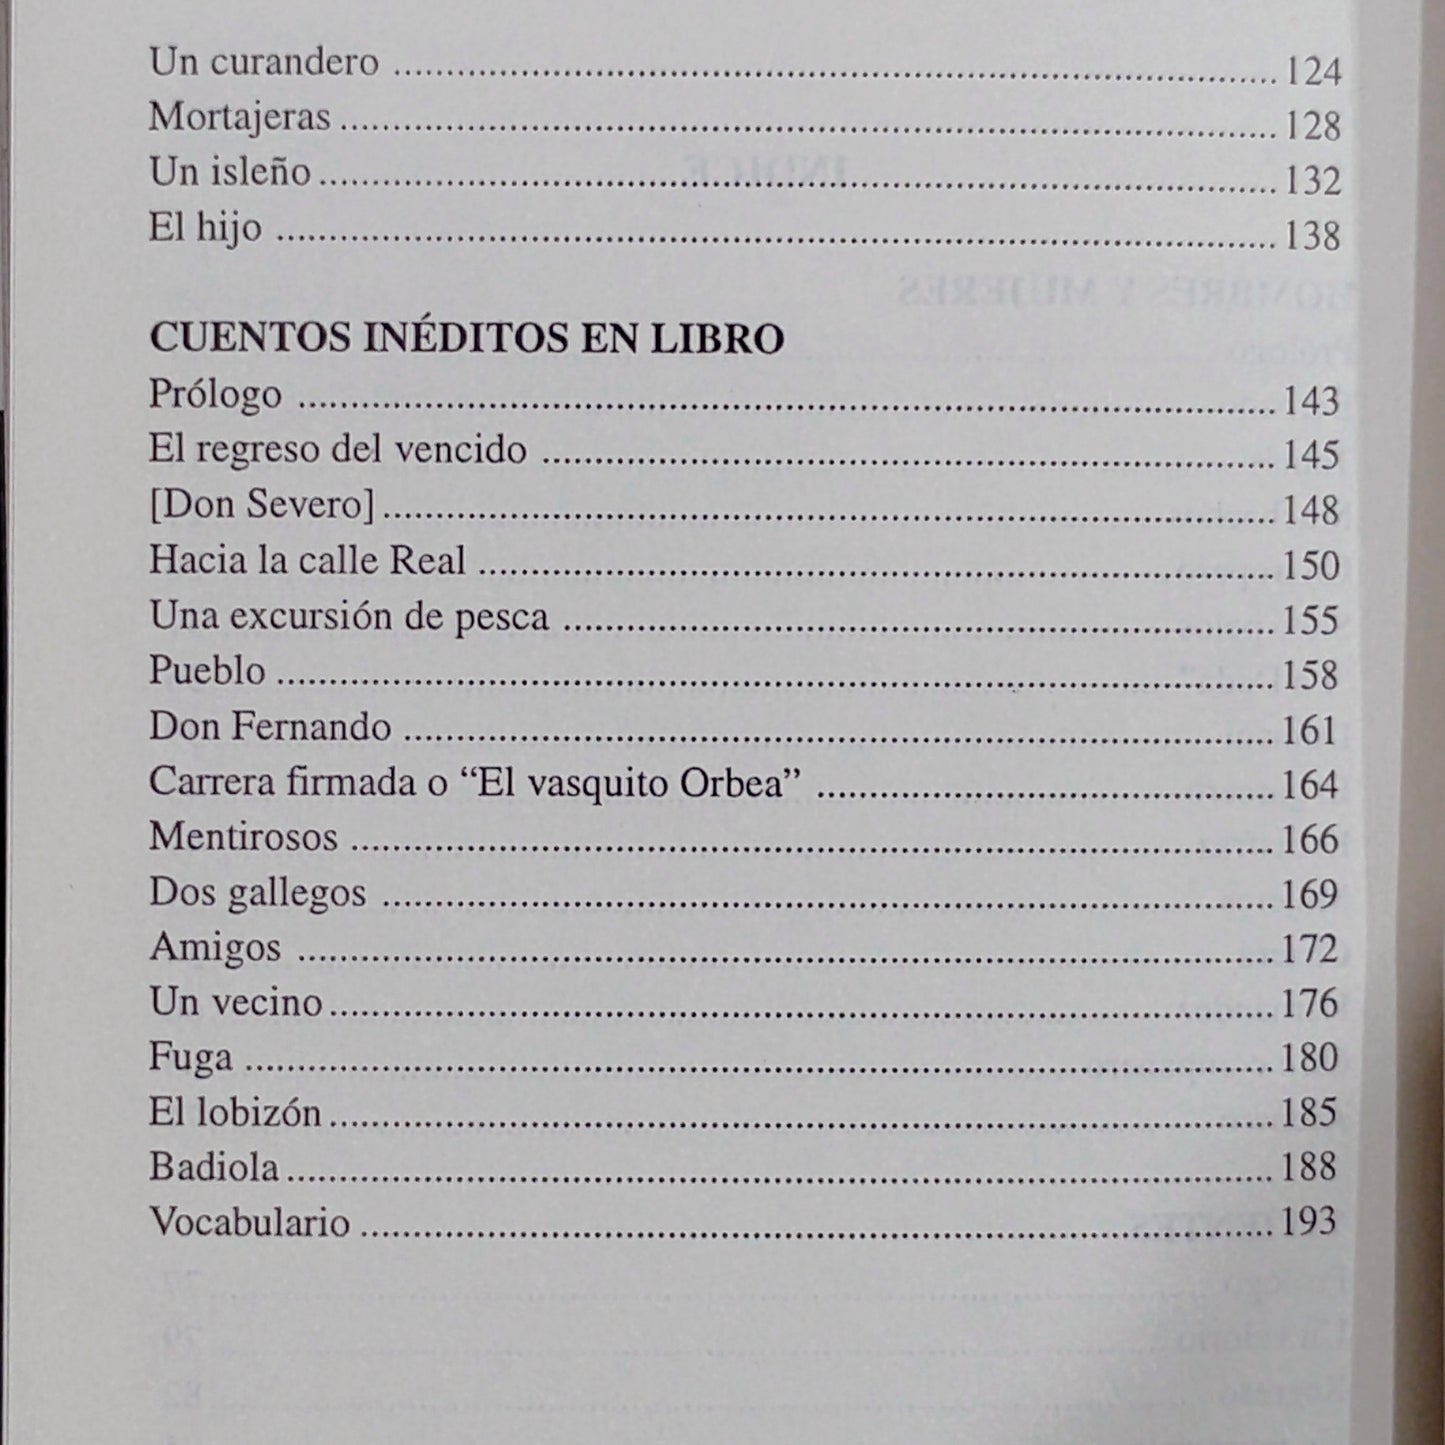 Un curandero ........ 124
Mortajeras ........ 128
Un isleño ........ 132
El hijo ........ 138
CUENTOS INÉDITOS EN LIBRO
Prólogo ........ 143
El regreso del vencido ........ 145
[Don Severo] ........ 148
Hacia la calle Real ........ 150
Una excursión de pesca ........ 155
Pueblo ........ 158
Don Fernando ........ 161
Carrera firmada o “El vasquito Orbea” ........ 164
Mentirosos ........ 166
Dos gallegos ........ 169
Amigos ........ 172
Un vecino ........ 176
Fuga ........ 180
El lobizón ........ 185
Badiola ........ 188
Vocabulario ........ 193